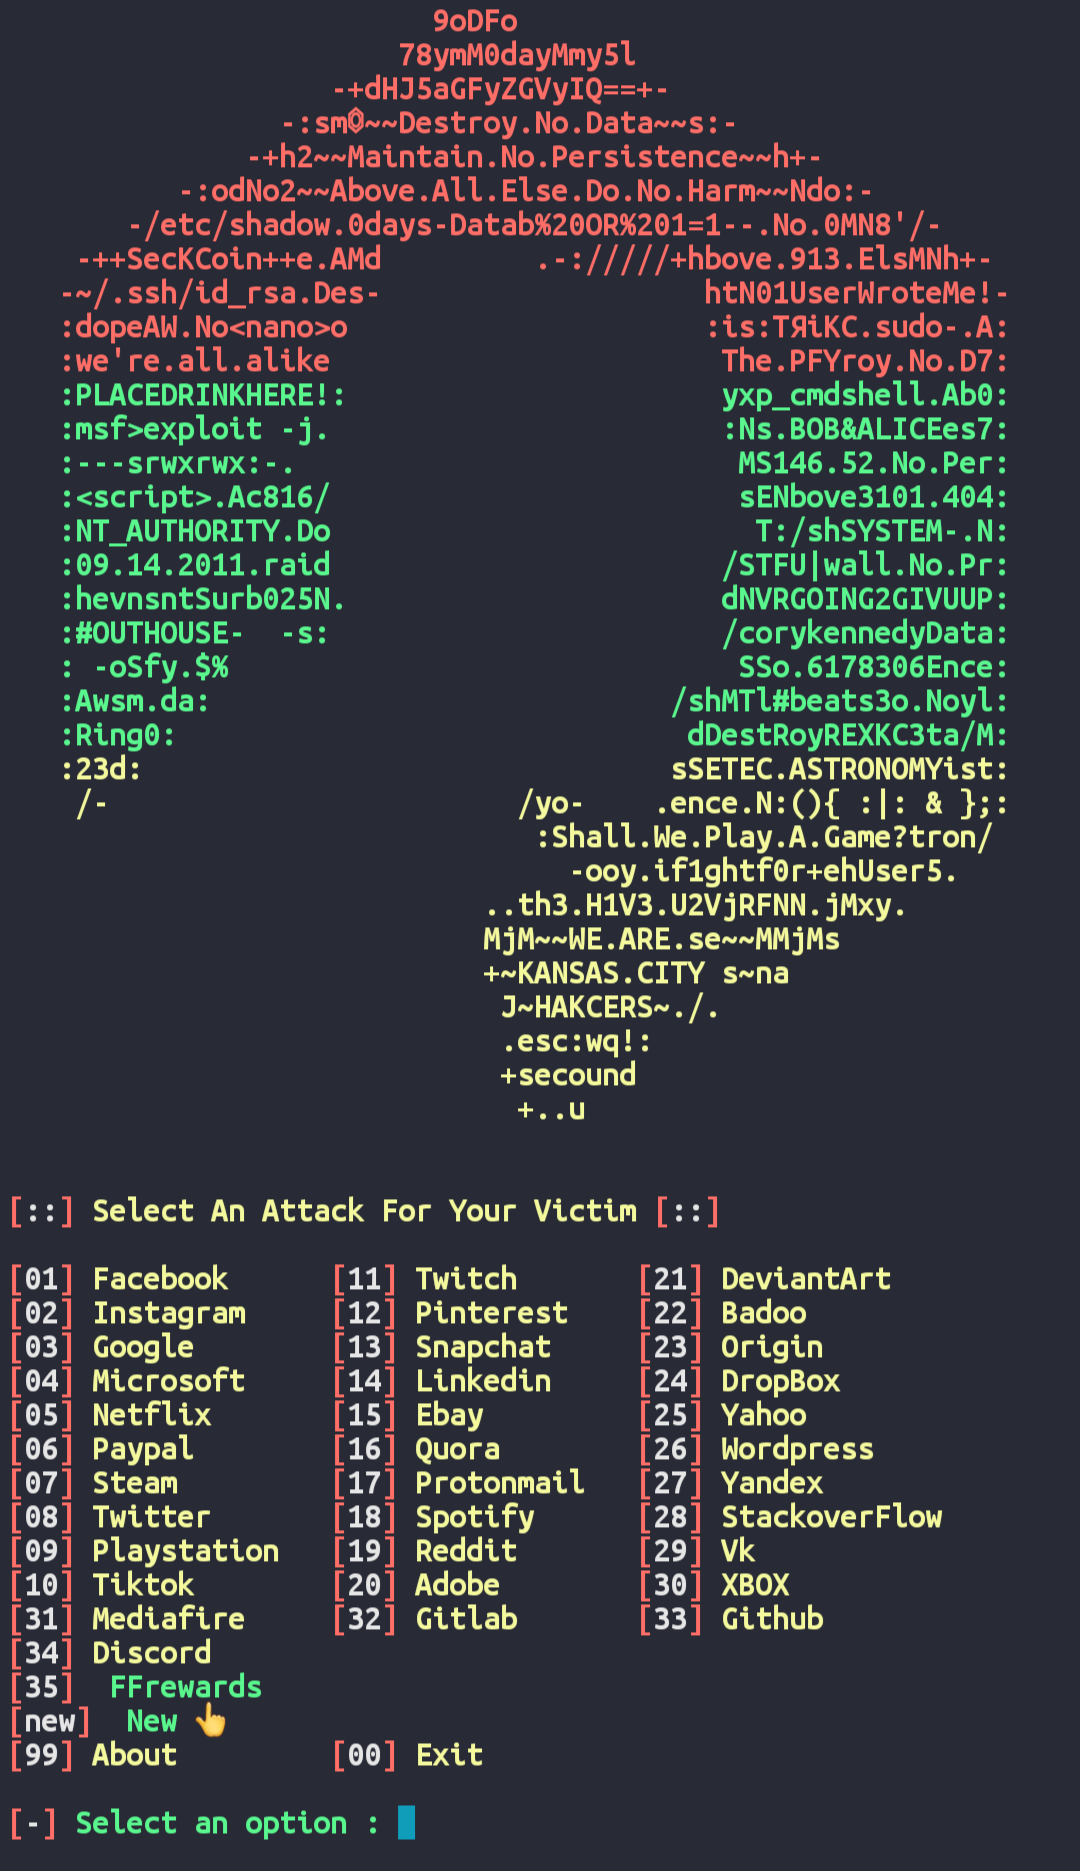 9oDFo
78ymM0dayMmy5l
-+dHJ5aGFyZGVyIQ==+-
-:sm⏣~~Destroy.No.Data~~s:-
-+h2~~Maintain.No.Persistence~~h+-
-:odNo2~~Above.All.Else.Do.No.Harm~~Ndo:-
-/etc/shadow.0days-Datab%20OR%201=1--.No.0MN8'/-
-++SecKCoin++e.AMd .-://///+hbove.913.ElsMNh+-
-~/.ssh/id_rsa.Des- htN01UserWroteMe!-
:dopeAW.No<nano>o :is:TЯiKC.sudo-.A:
:we're.all.alike The.PFYroy.No.D7:
:PLACEDRINKHERE!: yxp_cmdshell.Ab0:
:msf>exploit -j. :Ns.BOB&ALICEes7:
:---srwxrwx:-. MS146.52.No.Per:
:<script>.Ac816/ sENbove3101.404:
:NT_AUTHORITY.Do T:/shSYSTEM-.N:
:09.14.2011.raid /STFU|wall.No.Pr:
:hevnsntSurb025N. dNVRGOING2GIVUUP:
:#OUTHOUSE- -s: /corykennedyData:
: -oSfy.$% SSo.6178306Ence:
:Awsm.da: /shMTl#beats3o.Noyl:
:Ring0: dDestRoyREXKC3ta/M:
:23d: sSETEC.ASTRONOMYist:
/- /yo- .ence.N:(){ :|: & };:
:Shall.We.Play.A.Game?tron/
-ooy.if1ghtf0r+ehUser5.
..th3.H1V3.U2VjRFNN.jMxy.
MjM~~WE.ARE.se~~MMjMs
+~KANSAS.CITY s~na
J~HAKCERS~./.
.esc:wq!:
+secound
+..u
[::] Select An Attack For Your Victim [::]
[01] Facebook [11] Twitch [21] DeviantArt
[02] Instagram [12] Pinterest [22] Badoo
[03] Google [13] Snapchat [23] Origin
[04] Microsoft [14] Linkedin [24] DropBox
[05] Netflix [15] Ebay [25] Yahoo
[06] Paypal [16] Quora [26] Wordpress
[07] Steam [17] Protonmail [27] Yandex
[08] Twitter [18] Spotify [28] StackoverFlow
[09] Playstation [19] Reddit [29] Vk
[10] Tiktok [20] Adobe [30] XBOX
[31] Mediafire [32] Gitlab [33] Github
[34] Discord
[35] FFrewards
[new] New 👆
[99] About [00] Exit
[-] Select an option :